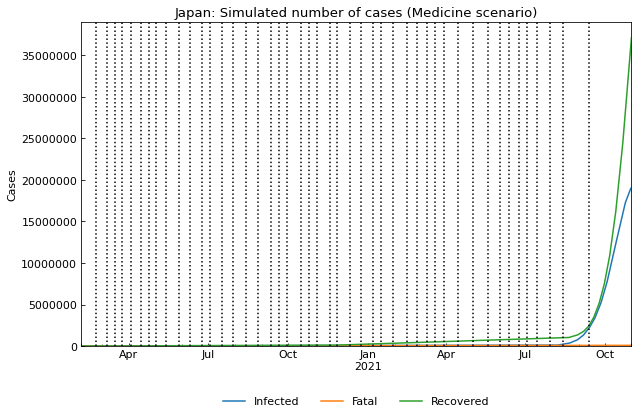 Japan: Simulated number of cases (Medicine scenario)
35000000
30000000
25000000
20000000
15000000
10000000
5000000
0
Cases
Apr Jul Oct Jan Apr Jul Oct
2021
Infected Fatal Recovered